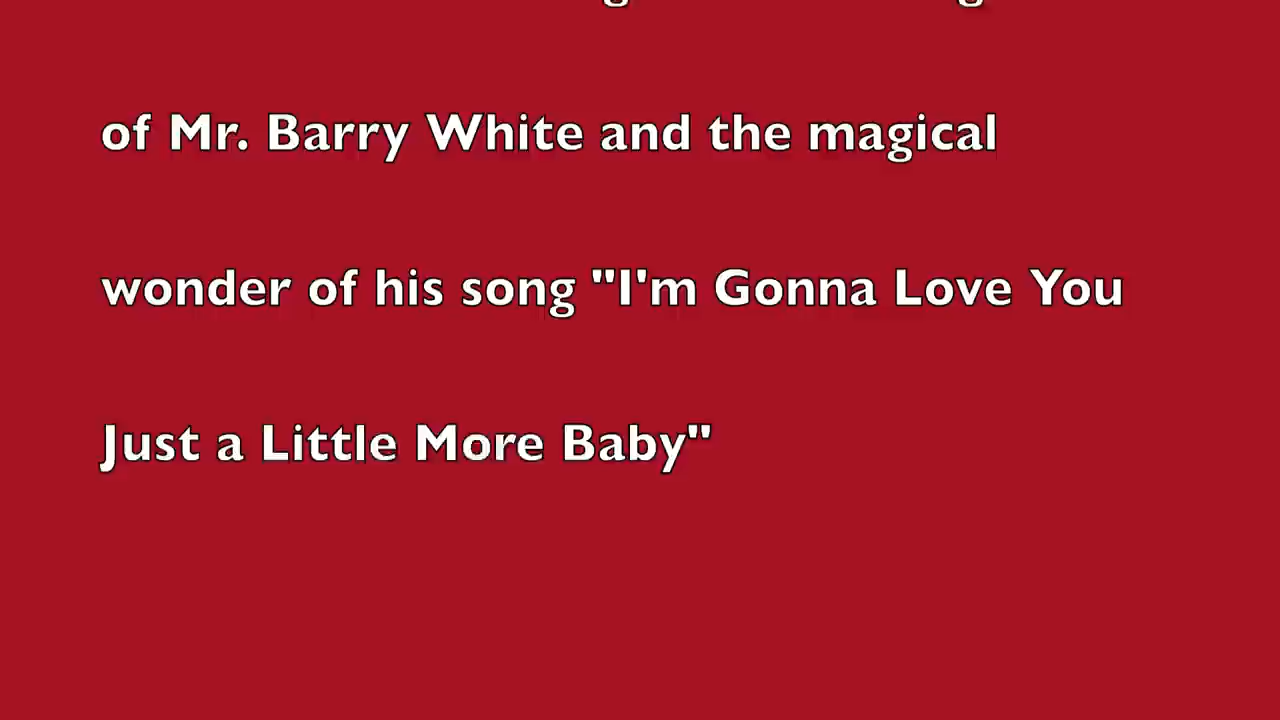 of Mr. Barry White and the magical
wonder of his song "I'm Gonna Love You
Just a Little More Baby"